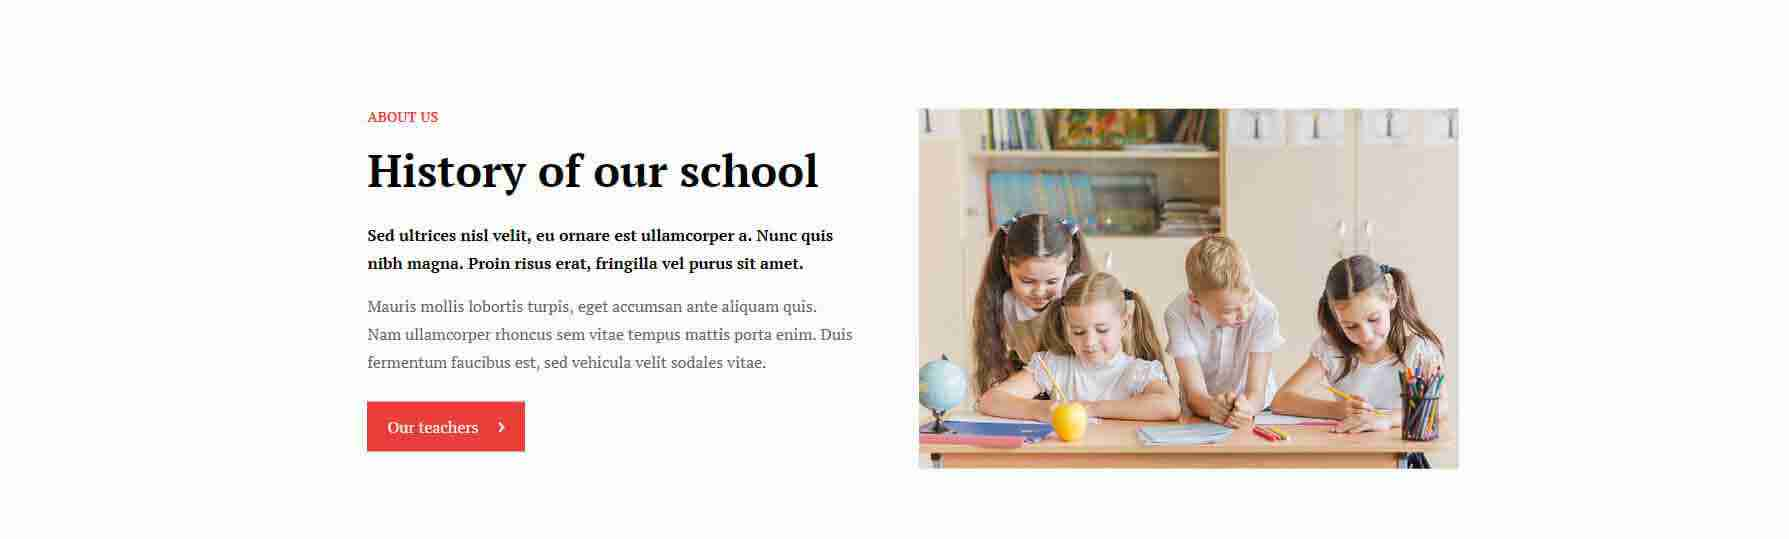 ABOUT US
History of our school
Sed ultrices nisl velit, eu ornare est ullamcorper a. Nunc quis
nibh magna. Proin risus erat, fringilla vel purus sit amet.
Mauris mollis lobortis turpis, eget accumsan ante aliquam quis.
Nam ullamcorper rhoncus sem vitae tempus mattis porta enim. Duis
fermentum faucibus est, sed vehicula velit sodales vitae.
Our teachers